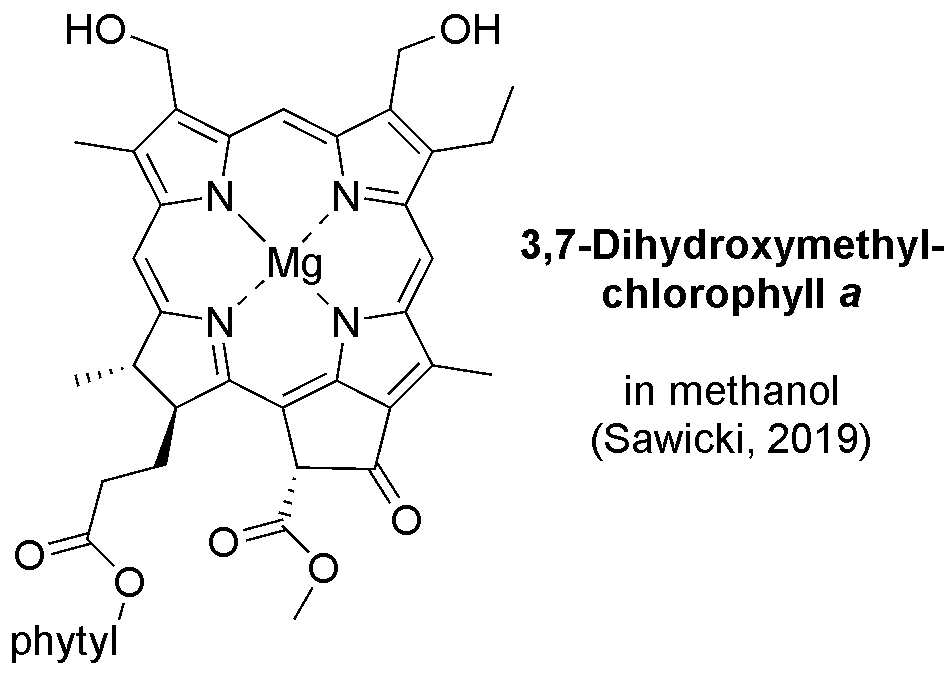 HO
OH
N
N
Mg
N
N
3,7-Dihydroxymethyl-
chlorophyll a
in methanol
(Sawicki, 2019)
O
O
O
O
O
phytyl